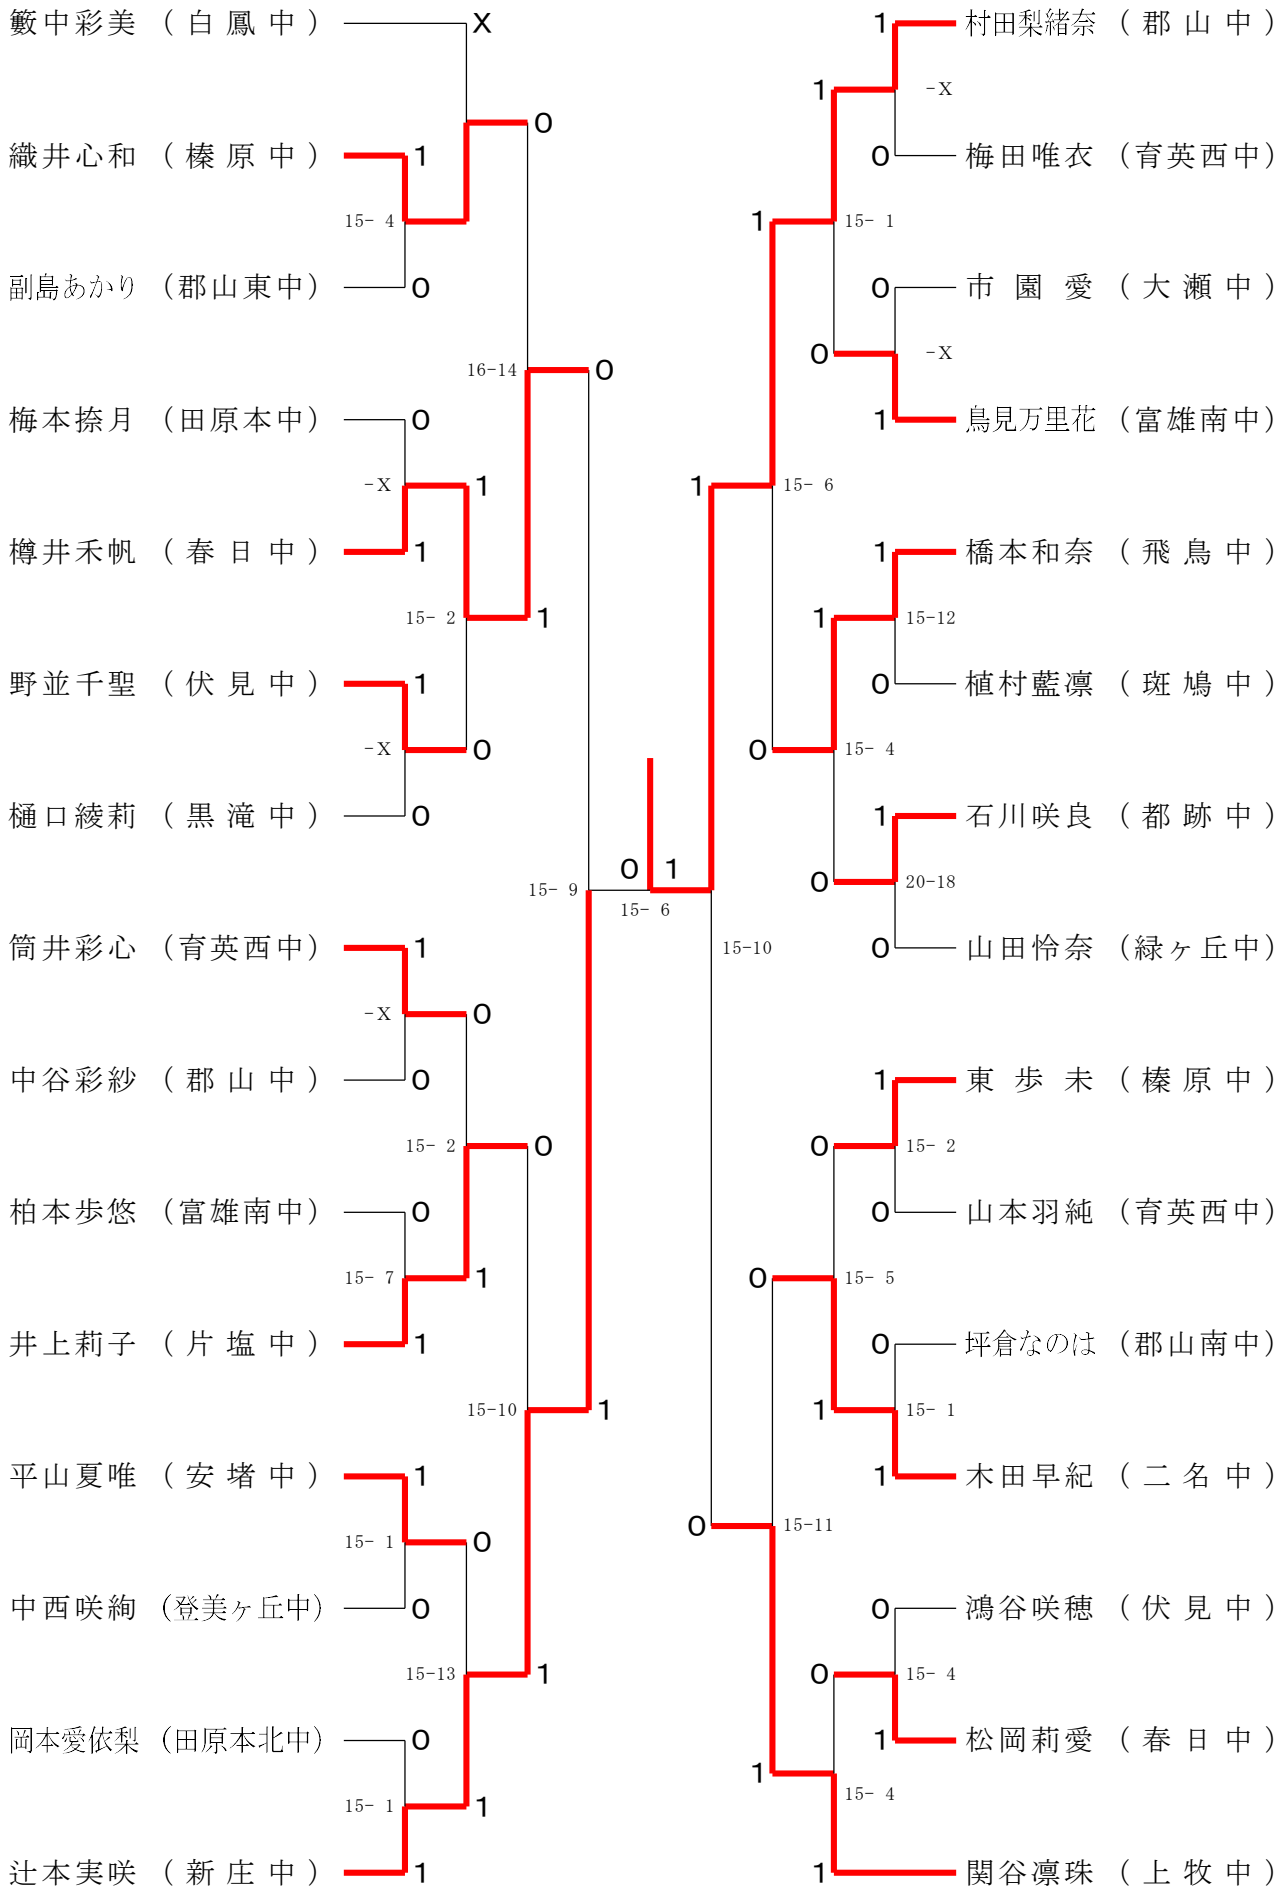 籔中彩美 （ 白 鳳 中 ） X
0
織井心和 （ 榛 原 中 ） 1
15- 4
副島あかり （郡山東中） 0
16-14 0
梅本捺月 （田原本中） 0
-X 1
樽井禾帆 （ 春 日 中 ） 1
15- 2 1
野並千聖 （ 伏 見 中 ） 1
-X 0
樋口綾莉 （ 黒 滝 中 ） 0
15- 9
筒井彩心 （育英西中） 1
-X 0
中谷彩紗 （ 郡 山 中 ） 0
15- 2 0
柏本歩悠 （富雄南中） 0
15- 7 1
井上莉子 （ 片 塩 中 ） 1
15-10 1
平山夏唯 （ 安 堵 中 ） 1
15- 1 0
中西咲絢 （登美ヶ丘中） 0
15-13 1
岡本愛依梨 （田原本北中） 0
15- 1 1
辻本実咲 （ 新 庄 中 ） 1
0 1
15- 6
1 村田梨緒奈 （ 郡 山 中 ）
1 -X
0 梅田唯衣 （育英西中）
1 15- 1
0 市 園 愛 （ 大 瀬 中 ）
0 -X
1 鳥見万里花 （富雄南中）
1 15- 6
1 橋本和奈 （ 飛 鳥 中 ）
1 15-12
0 植村藍凛 （ 斑 鳩 中 ）
0 15- 4
1 石川咲良 （ 都 跡 中 ）
0 20-18
0 山田怜奈 （緑ヶ丘中）
15-10
1 東 歩 未 （ 榛 原 中 ）
0 15- 2
0 山本羽純 （育英西中）
0 15- 5
0 坪倉なのは （郡山南中）
1 15- 1
1 木田早紀 （ 二 名 中 ）
0 15-11
0 鴻谷咲穂 （ 伏 見 中 ）
0 15- 4
1 松岡莉愛 （ 春 日 中 ）
1 15- 4
1 関谷凛珠 （ 上 牧 中 ）